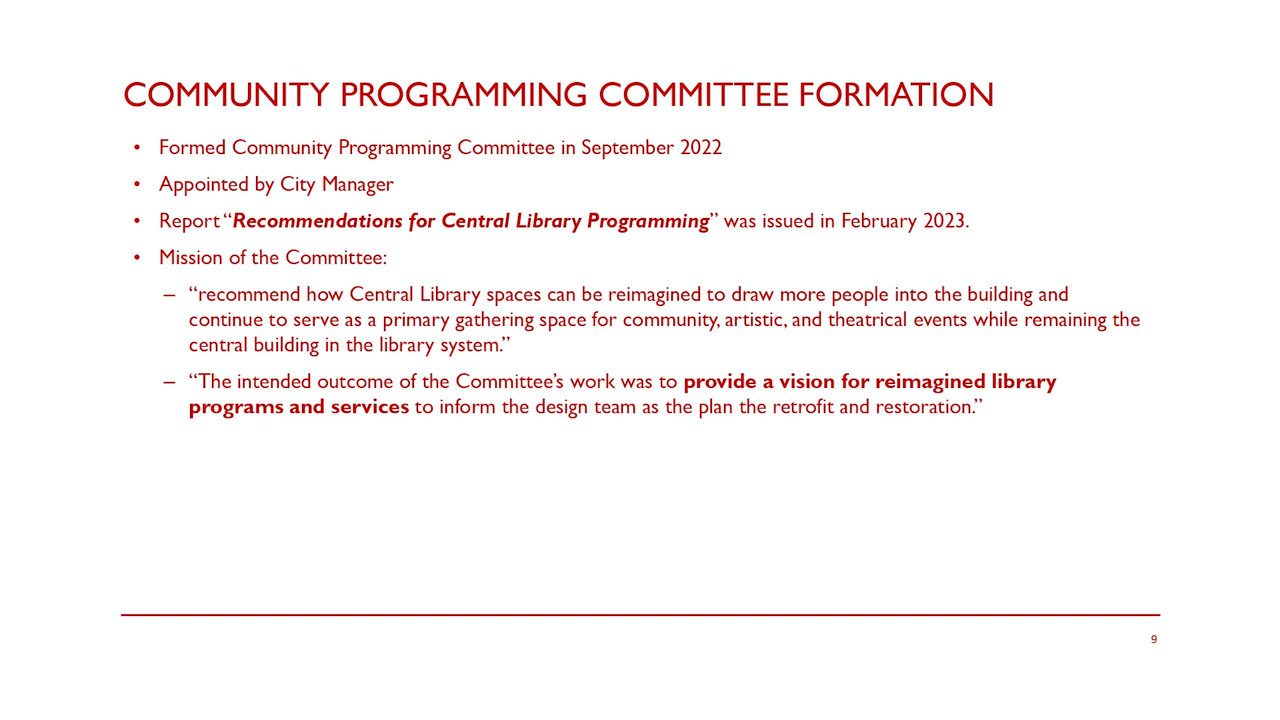 COMMUNITY PROGRAMMING COMMITTEE FORMATION
• Formed Community Programming Committee in September 2022
• Appointed by City Manager
• Report “Recommendations for Central Library Programming” was issued in February 2023.
• Mission of the Committee:
– “recommend how Central Library spaces can be reimagined to draw more people into the building and
continue to serve as a primary gathering space for community, artistic, and theatrical events while remaining the
central building in the library system.”
– “The intended outcome of the Committee’s work was to provide a vision for reimagined library
programs and services to inform the design team as the plan the retrofit and restoration.”
9